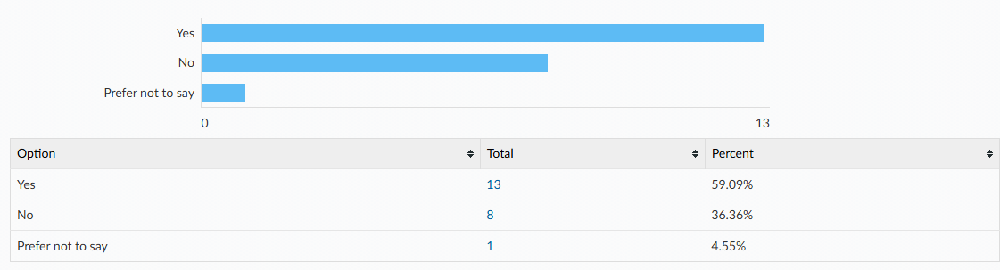 Yes
No
Prefer not to say
0 13
Option Total Percent
Yes 13 59.09%
No 8 36.36%
Prefer not to say 1 4.55%